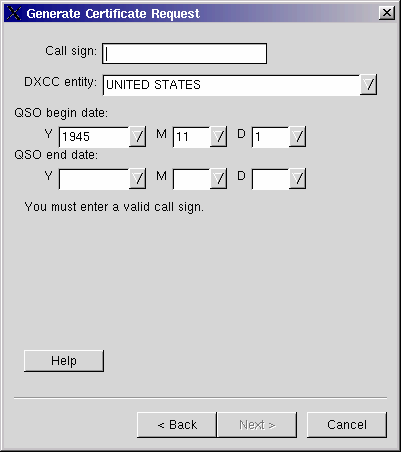 Generate Certificate Request
Call sign:
DXCC entity: UNITED STATES
QSO begin date:
Y 1945 M 11 D 1
QSO end date:
Y M D
You must enter a valid call sign.
Help
< Back Next > Cancel